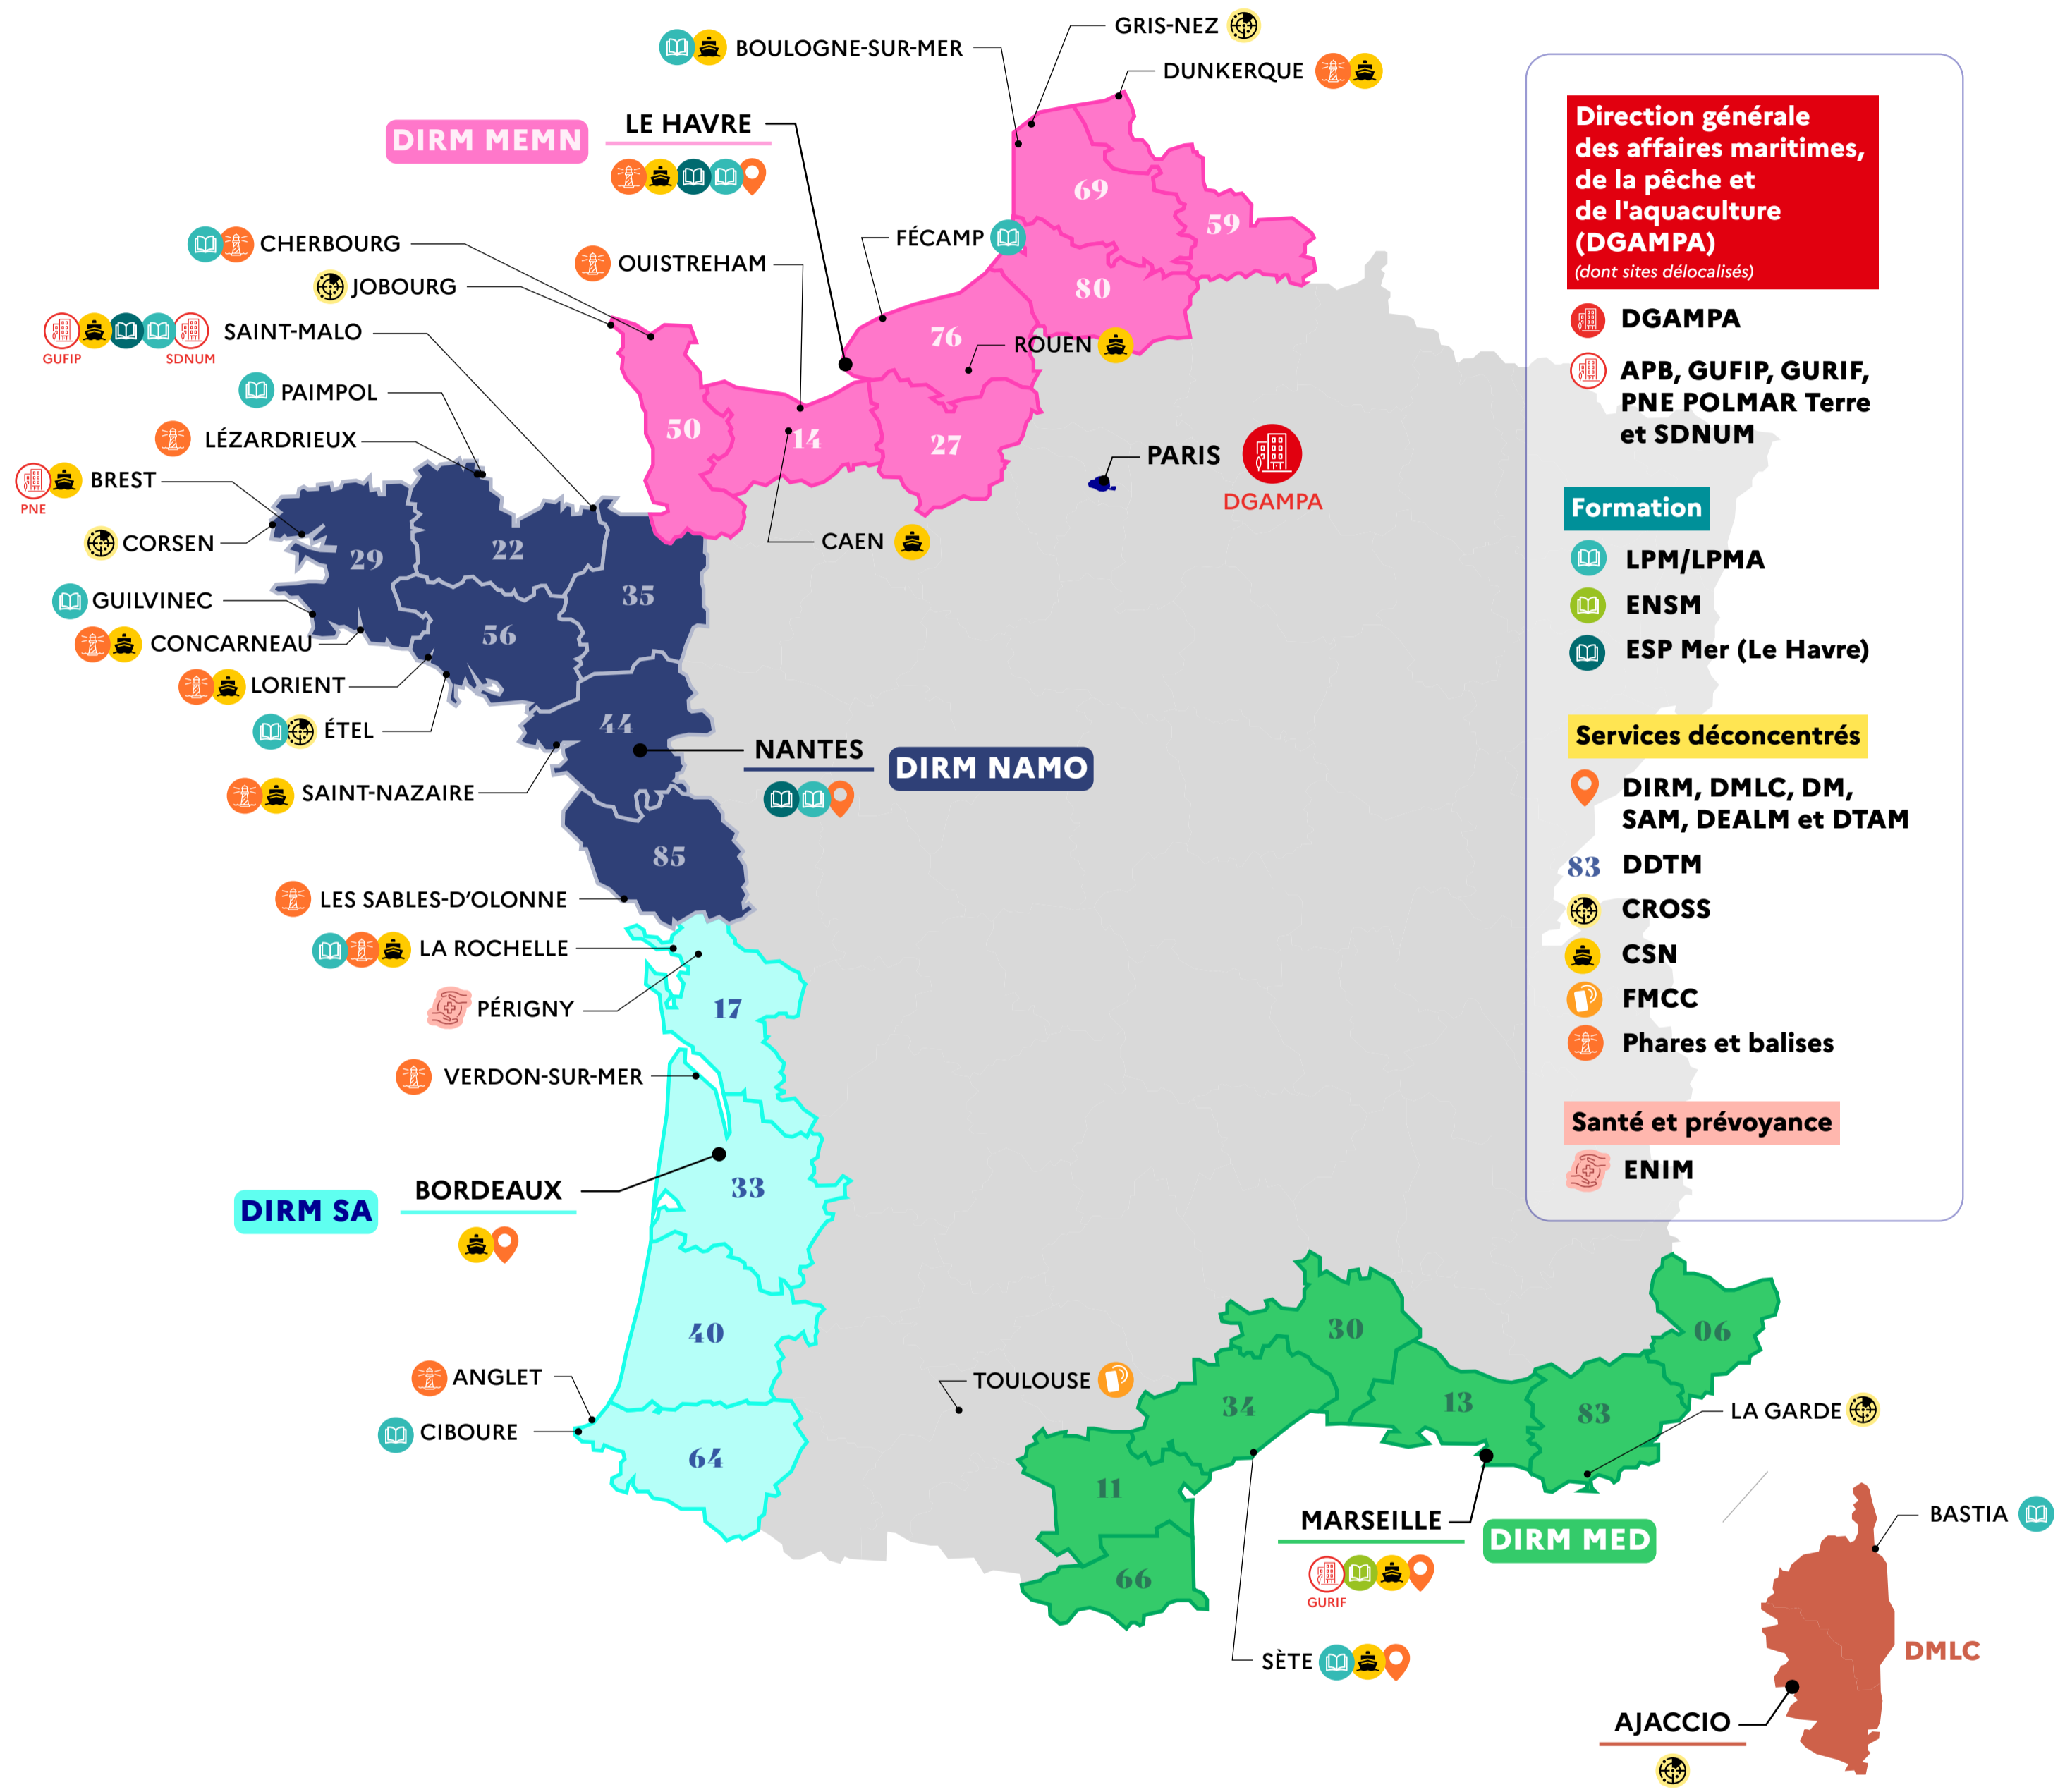 GRIS-NEZ
BOULOGNE-SUR-MER
DUNKERQUE
LE HAVRE
DIRM MEMN
69
59
FÉCAMP
CHERBOURG
OUISTREHAM
JOBOURG
80
SAINT-MALO
GUFIP
SDNUM
76
ROUEN
PAIMPOL
50
14
27
LÉZARDRIEUX
PARIS
DGAMPA
BREST
PNE
CORSEN
CAEN
29
22
35
GUILVINEC
56
CONCARNEAU
LORIENT
ÉTEL
44
NANTES
DIRM NAMO
SAINT-NAZAIRE
85
LES SABLES-D'OLONNE
LA ROCHELLE
PÉRIGNY
17
VERDON-SUR-MER
BORDEAUX
DIRM SA
33
40
ANGLET
CIBOURE
64
TOULOUSE
30
06
34
13
83
LA GARDE
11
66
MARSEILLE
DIRM MED
GURIF
SÈTE
BASTIA
DMLC
AJACCIO
Direction générale
des affaires maritimes,
de la pêche et
de l'aquaculture
(DGAMPA)
(dont sites délocalisés)
DGAMPA
APB, GUFIP, GURIF,
PNE POLMAR Terre
et SDNUM
Formation
LPM/LPMA
ENSM
ESP Mer (Le Havre)
Services déconcentrés
DIRM, DMLC, DM,
SAM, DEALM et DTAM
83 DDTM
CROSS
CSN
FMCC
Phares et balises
Santé et prévoyance
ENIM